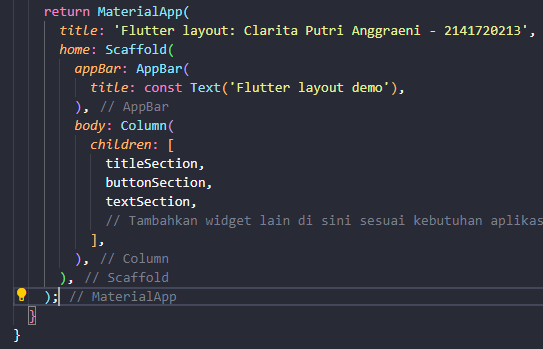 return MaterialApp(
title: 'Flutter layout: Clarita Putri Anggraeni - 2141720213',
home: Scaffold(
appBar: AppBar(
title: const Text('Flutter layout demo'),
), // AppBar
body: Column(
children: [
titleSection,
buttonSection,
textSection,
// Tambahkan widget lain di sini sesuai kebutuhan aplikas
],
), // Column
), // Scaffold
); // MaterialApp
}
}